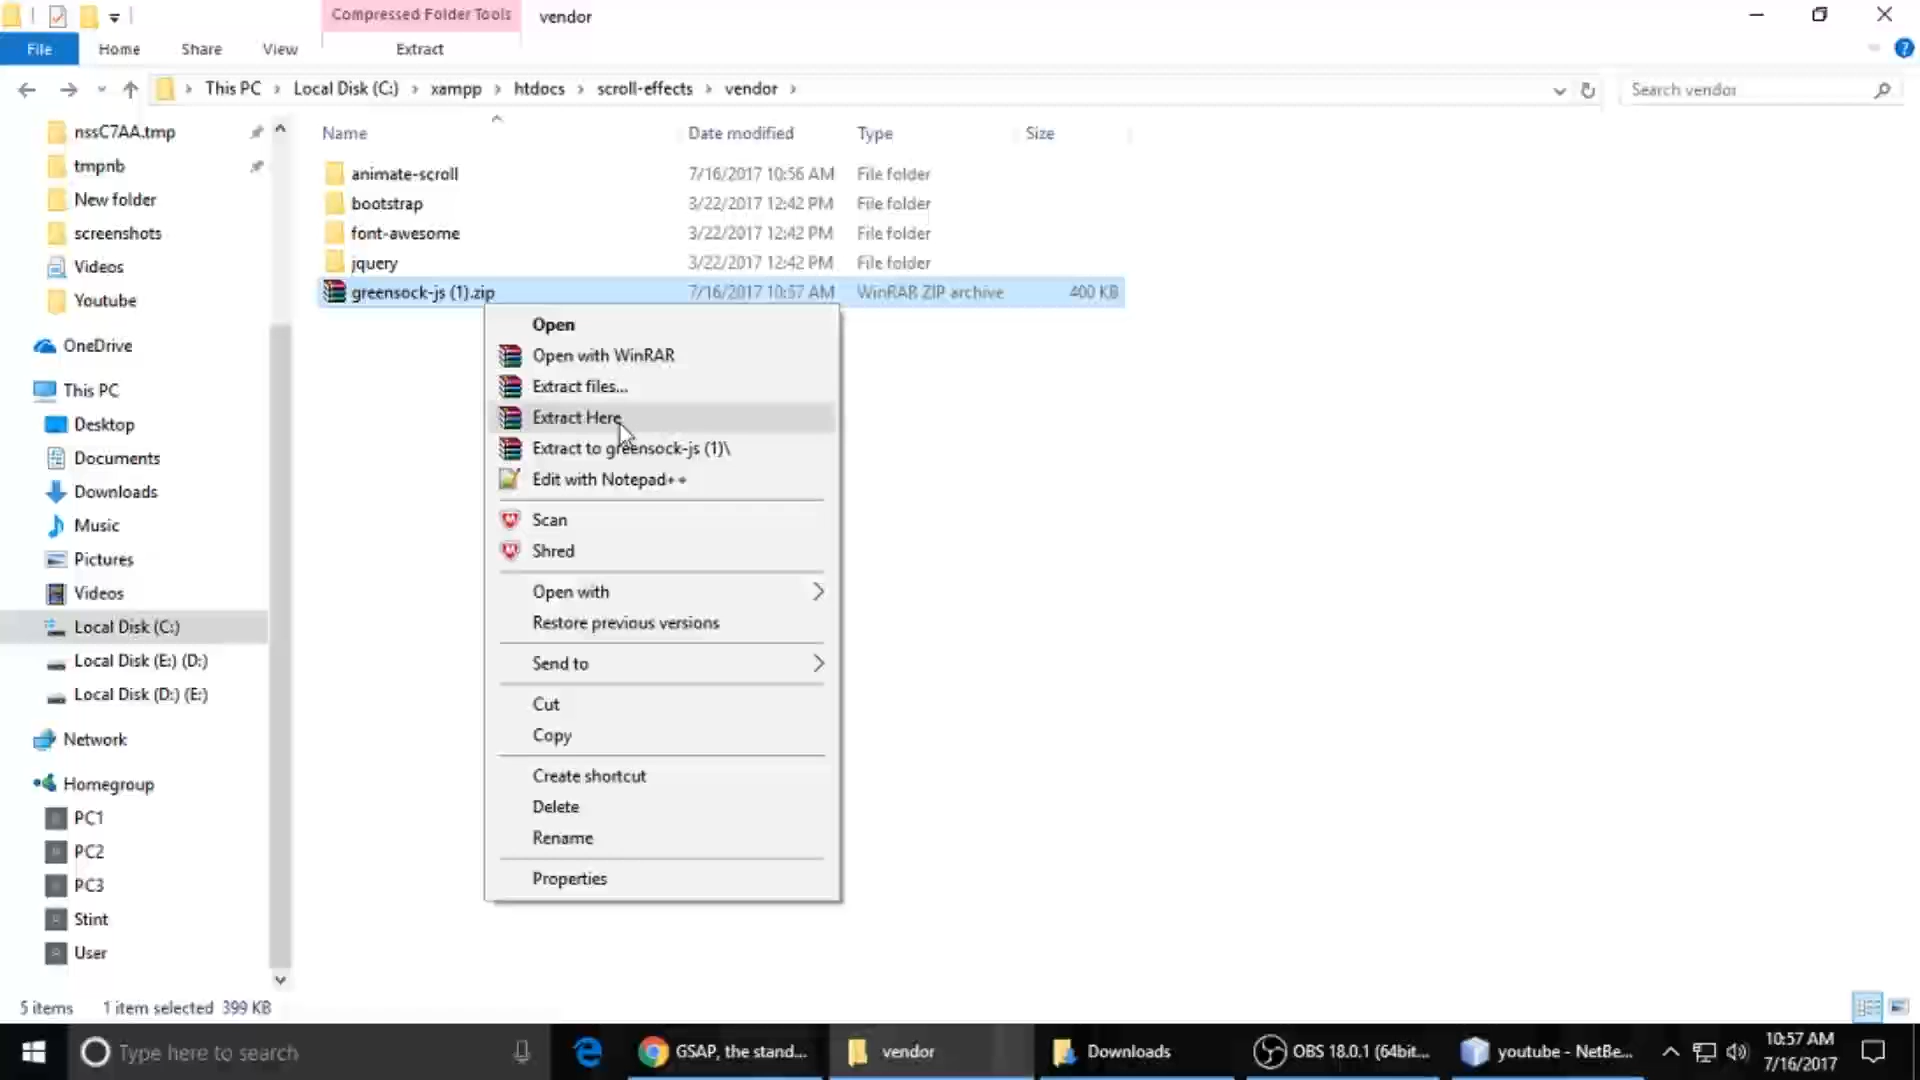 Compressed Folder Tools
vendor
File
Home
Share
View
Extract
This PC
Local Disk (C:)
xampp
htdocs
scroll-effects
vendor
Search vendor
nssC7AA.tmp
tmpnb
New folder
screenshots
Videos
Youtube
OneDrive
This PC
Desktop
Documents
Downloads
Music
Pictures
Videos
Local Disk (C:)
Local Disk (E:) (D:)
Local Disk (D:) (E:)
Network
Homegroup
PC1
PC2
PC3
Stint
User
Name Date modified Type Size
animate-scroll 7/16/2017 10:56 AM File folder
bootstrap 3/22/2017 12:42 PM File folder
font-awesome 3/22/2017 12:42 PM File folder
jquery 3/22/2017 12:42 PM File folder
greensock-js (1).zip 7/16/2017 10:57 AM WinRAR ZIP archive 400 KB
Open
Open with WinRAR
Extract files...
Extract Here
Extract to greensock-js (1)\
Edit with Notepad++
Scan
Shred
Open with
Restore previous versions
Send to
Cut
Copy
Create shortcut
Delete
Rename
Properties
5 items 1 item selected 399 KB
Type here to search
GSAP, the stand...
vendor
Downloads
OBS 18.0.1 (64bit...
youtube - NetBe...
10:57 AM
7/16/2017